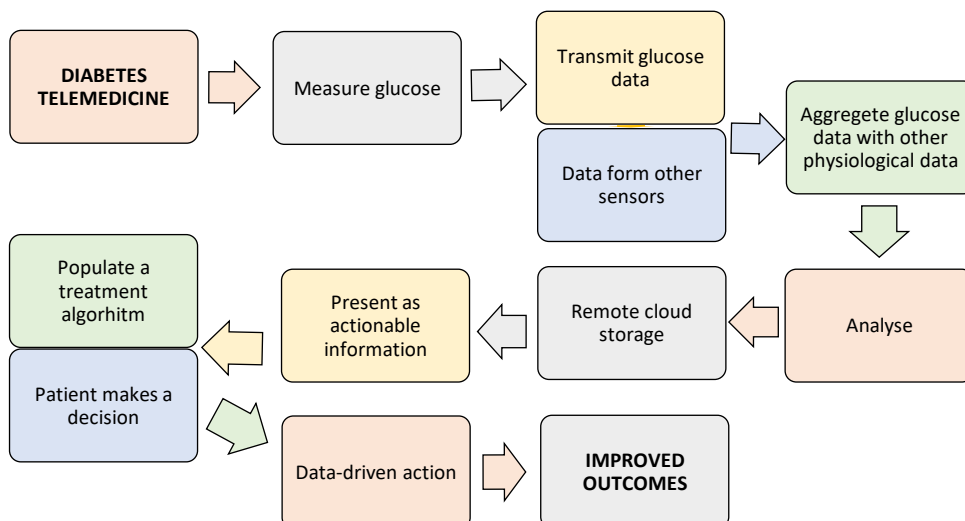 DIABETES
TELEMEDICINE
Measure glucose
Transmit glucose
data
Data form other
sensors
Aggregete glucose
data with other
physiological data
Analyse
Remote cloud
storage
Present as
actionable
information
Populate a
treatment
algorhitm
Patient makes a
decision
Data-driven action
IMPROVED
OUTCOMES